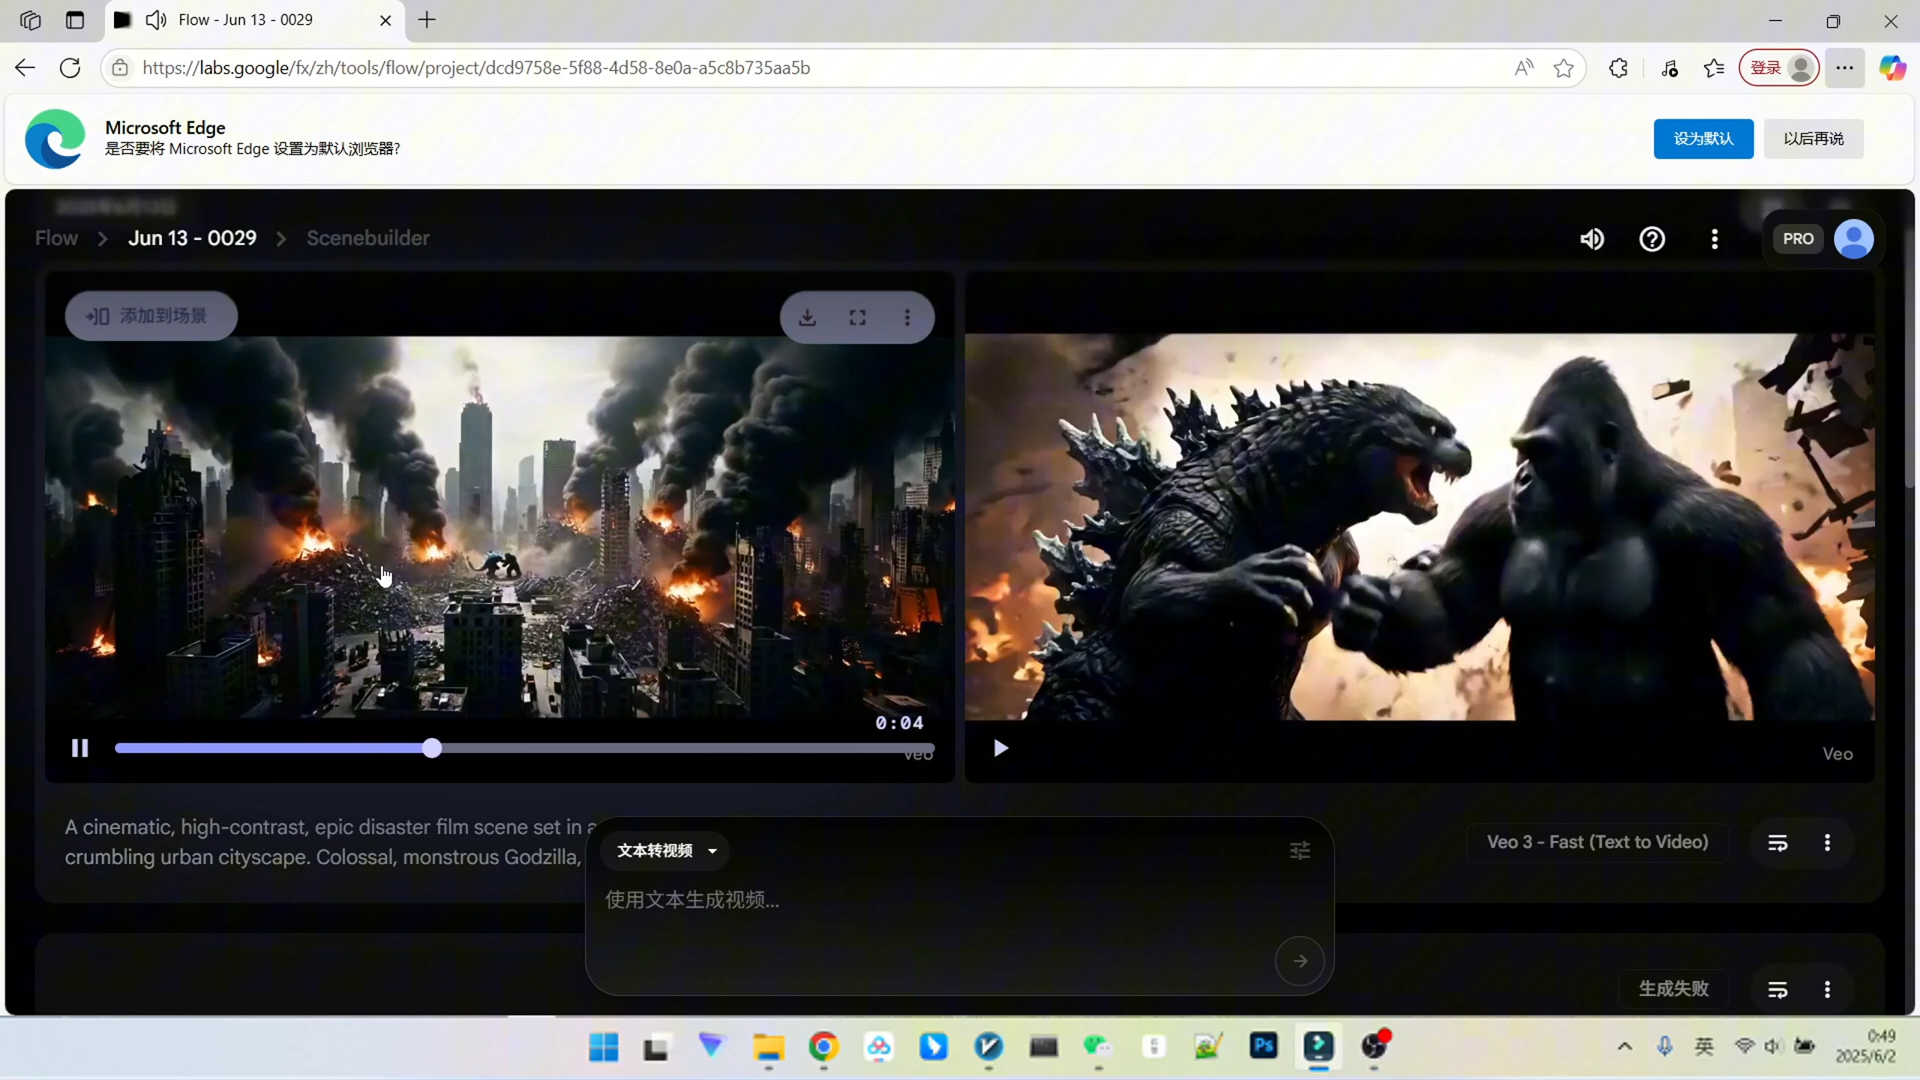 Flow - Jun 13 - 0029
https://labs.google/fx/zh/tools/flow/project/dcd9758e-5f88-4d58-8e0a-a5c8b735aa5b
登录
Microsoft Edge
是否要将 Microsoft Edge 设置为默认浏览器?
设为默认
以后再说
Flow > Jun 13 - 0029 > Scenebuilder
PRO
添加到场景
0:04
Veo
Veo
A cinematic, high-contrast, epic disaster film scene set in a
crumbling urban cityscape. Colossal, monstrous Godzilla,
Veo 3 - Fast (Text to Video)
文本转视频
使用文本生成视频...
生成失败
Ps
英
0:49
2025/6/2